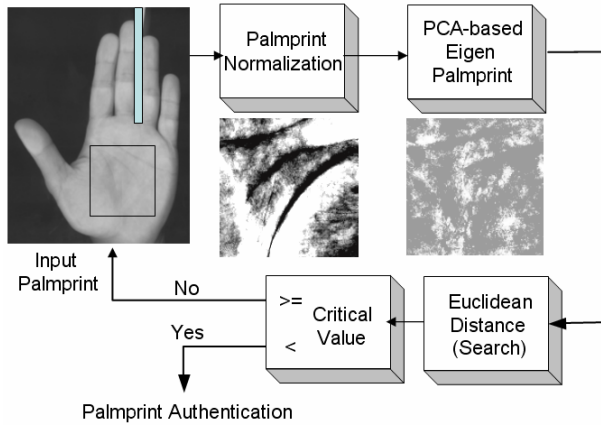 Palmprint
Normalization
PCA-based
Eigen
Palmprint
Input
Palmprint
No
Yes
>=
<
Critical
Value
Euclidean
Distance
(Search)
Palmprint Authentication